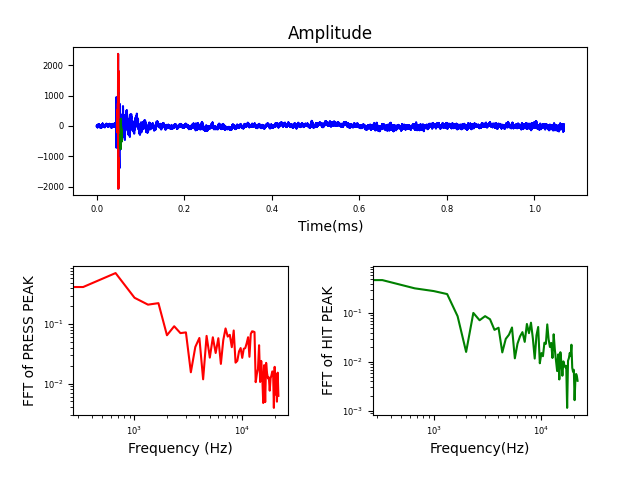 Amplitude
2000
1000
0
−1000
−2000
0.0 0.2 0.4 0.6 0.8 1.0
Time(ms)
FFT of PRESS PEAK
10⁻¹
10⁻²
10³ 10⁴
Frequency (Hz)
FFT of HIT PEAK
10⁻¹
10⁻²
10⁻³
10³ 10⁴
Frequency(Hz)